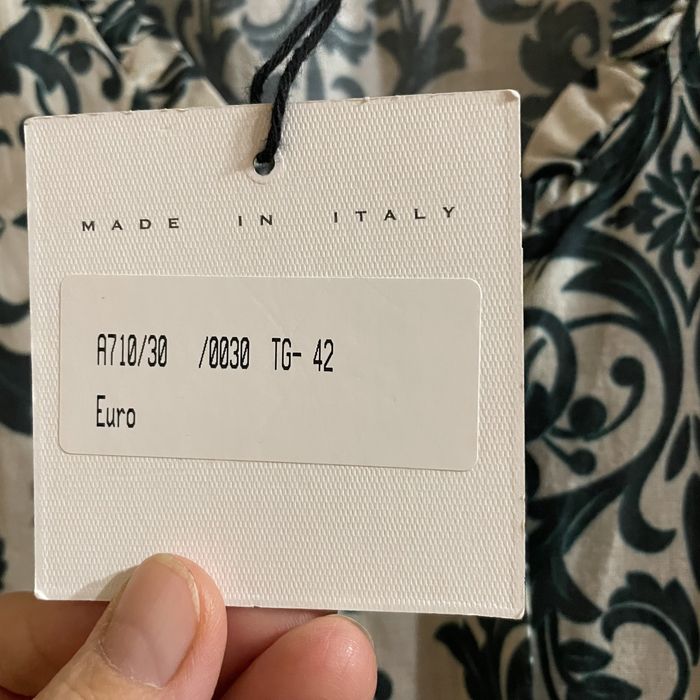 MADE IN ITALY
A710/30 /0030 TG- 42
Euro